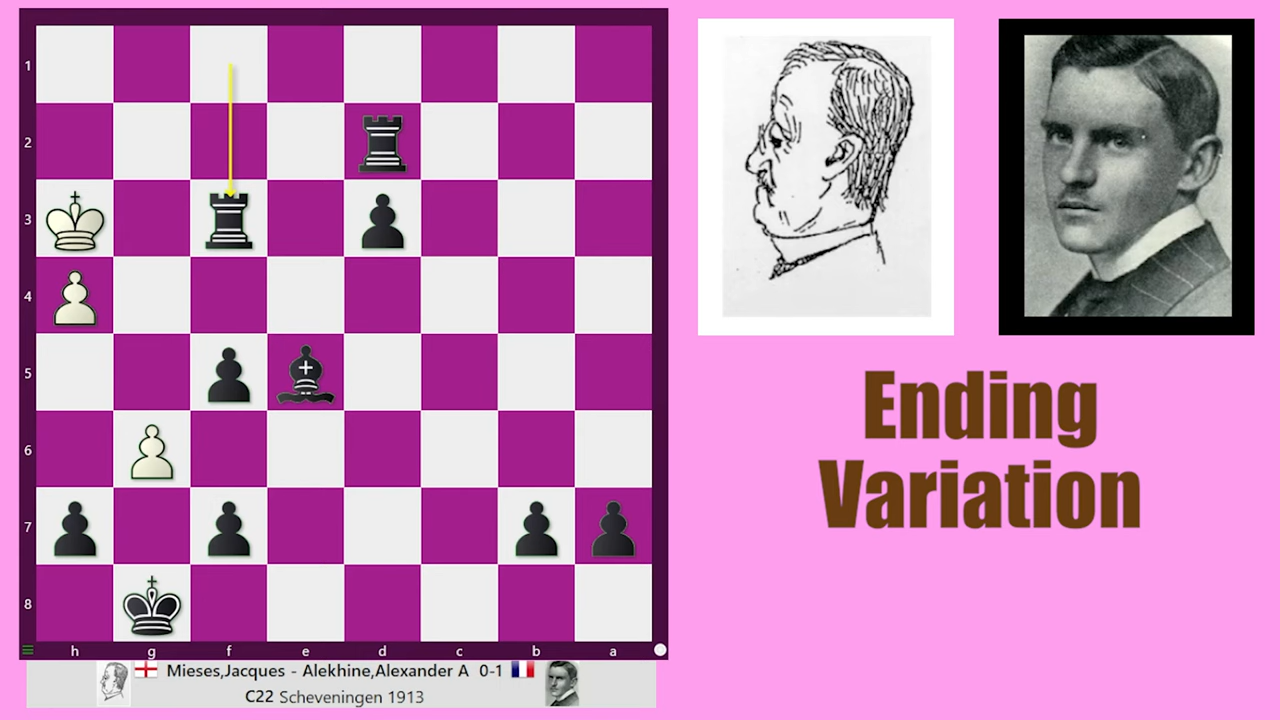 1
2
3
4
5
6
7
8
h g f e d c b a
Ending
Variation
Mieses,Jacques - Alekhine,Alexander A 0-1
C22 Scheveningen 1913